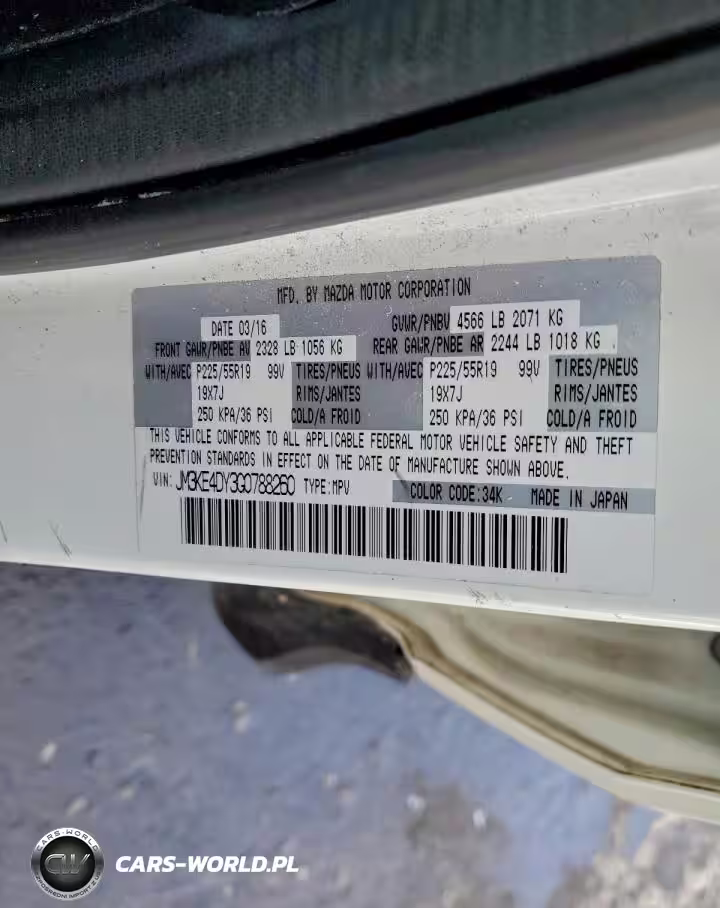 MFD. BY MAZDA MOTOR CORPORATION
DATE 03/16 GVWR/PNBV 4566 LB 2071 KG
FRONT GAWR/PNBE AV 2328 LB 1056 KG REAR GAWR/PNBE AR 2244 LB 1018 KG
WITH/AVEC P225/55R19 99V TIRES/PNEUS WITH/AVEC P225/55R19 99V TIRES/PNEUS
19X7J RIMS/JANTES 19X7J RIMS/JANTES
250 KPA/36 PSI COLD/A FROID 250 KPA/36 PSI COLD/A FROID
THIS VEHICLE CONFORMS TO ALL APPLICABLE FEDERAL MOTOR VEHICLE SAFETY AND THEFT
PREVENTION STANDARDS IN EFFECT ON THE DATE OF MANUFACTURE SHOWN ABOVE.
VIN: JM3KE4DY3G0788260 TYPE:MPV COLOR CODE:34K MADE IN JAPAN
CARS-WORLD
CW
CARS-WORLD.PL